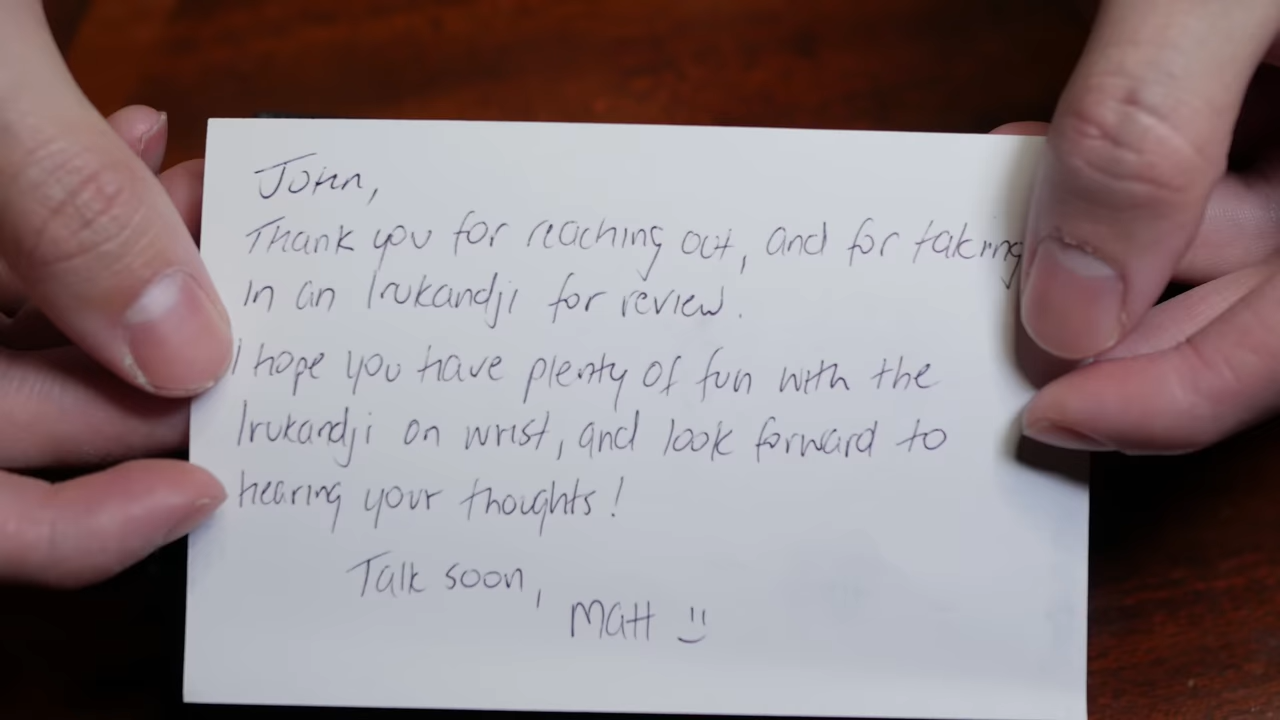 John,
Thank you for reaching out, and for taking
in an Irukandji for review.
I hope you have plenty of fun with the
Irukandji on wrist, and look forward to
hearing your thoughts!
Talk soon,
Matt :)